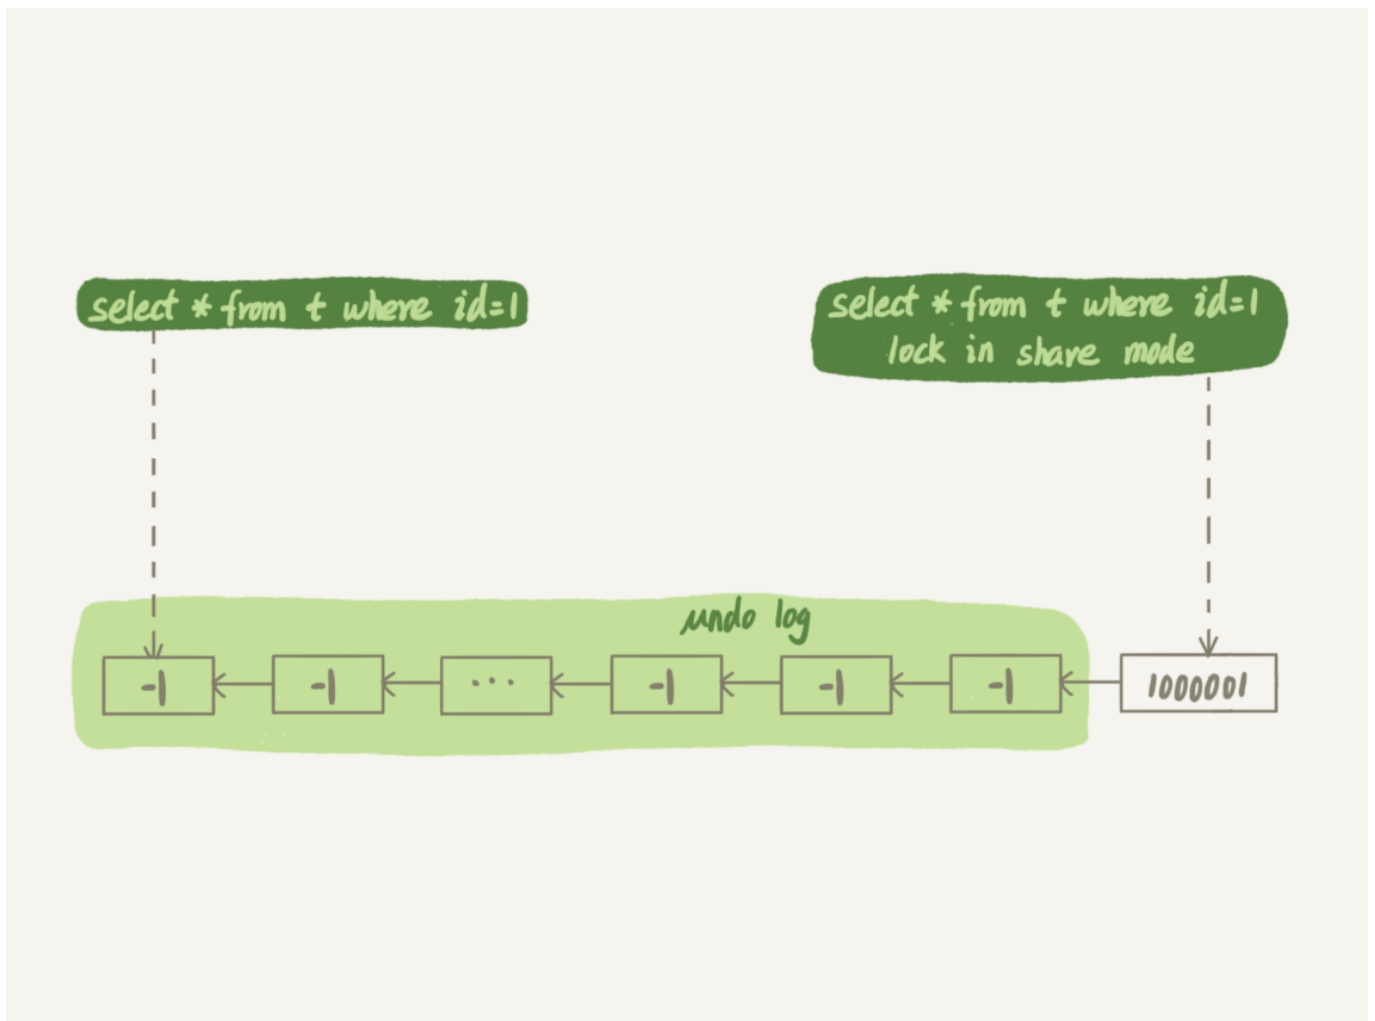 select * from t where id=1
select * from t where id=1
lock in share mode
undo log
-1
-1
...
-1
-1
-1
1000001